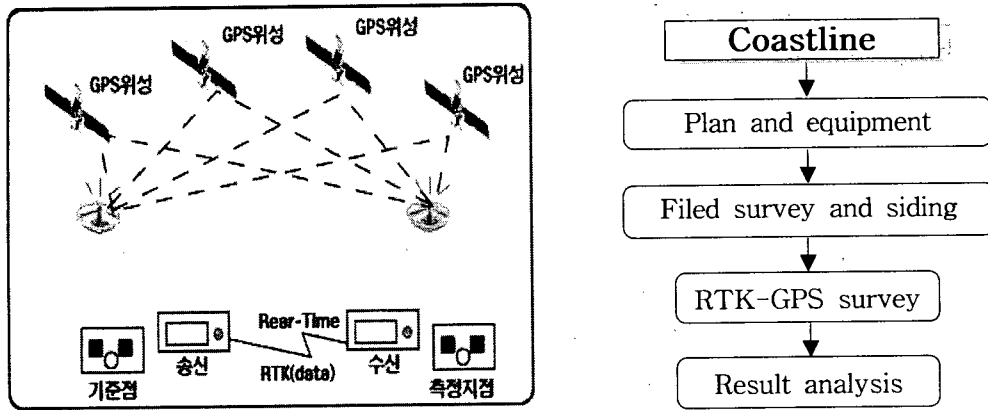 GPS위성
GPS위성
GPS위성
GPS위성
Rear-Time
RTK(data)
기준점
송신
수신
측정지점
Coastline
Plan and equipment
Filed survey and siding
RTK-GPS survey
Result analysis